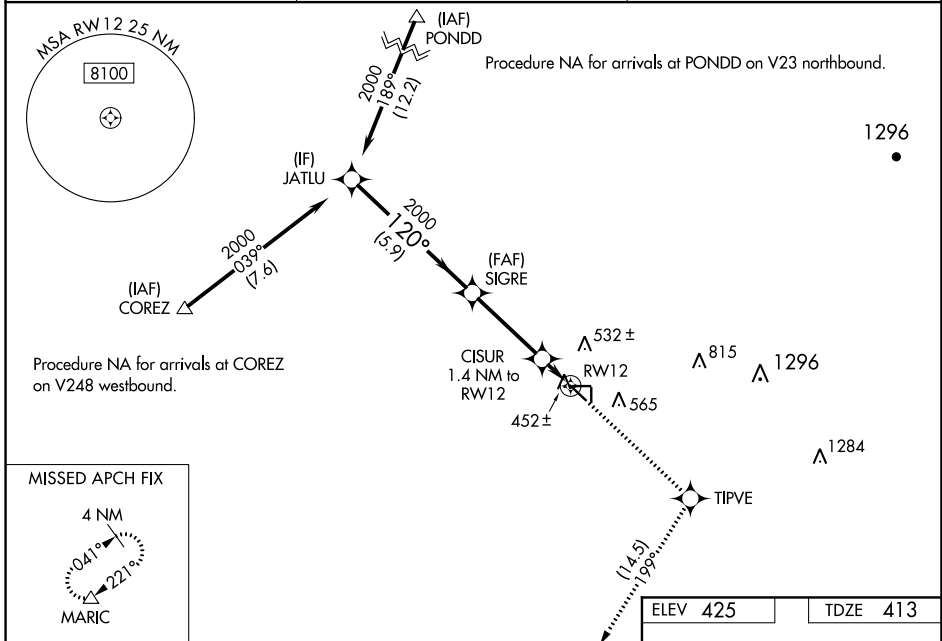 MSA RW12 25 NM
8100
(IAF)
PONDD
2000
189°
(12.2)
Procedure NA for arrivals at PONDD on V23 northbound.
1296
(IF)
JATLU
2000
120°
(5.9)
2000
039°
(7.6)
(IAF)
COREZ
(FAF)
SIGRE
Procedure NA for arrivals at COREZ
on V248 westbound.
CISUR
1.4 NM to
RW12
532 ±
RW12
815
1296
452 ±
565
1284
MISSED APCH FIX
4 NM
041°
221°
MARIC
TIPVE
(14.5)
199°
ELEV 425
TDZE 413